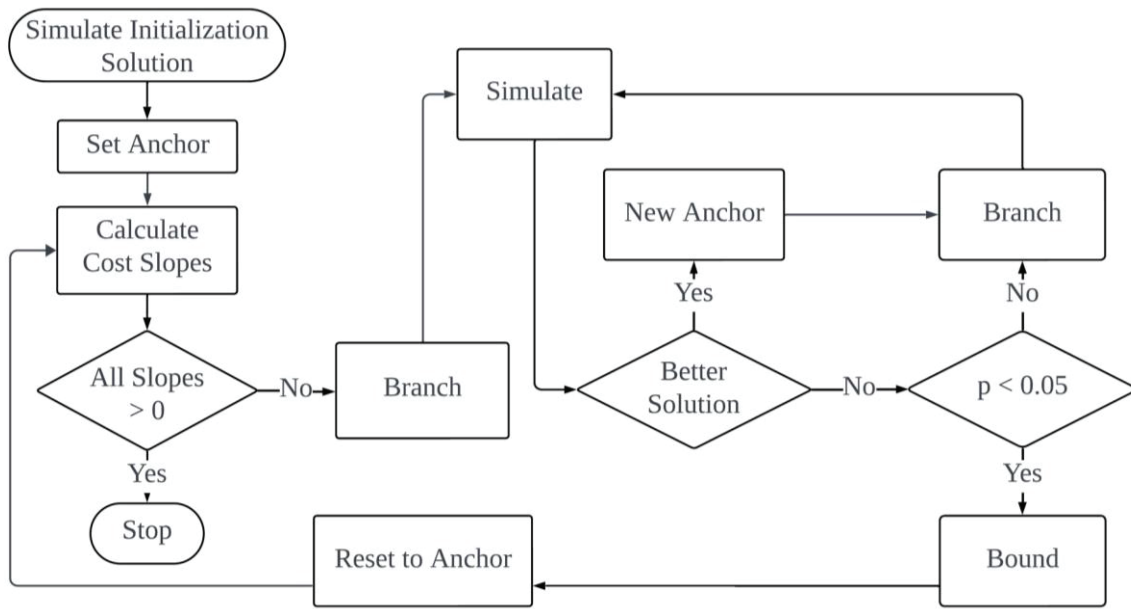 Simulate Initialization
Solution
Set Anchor
Calculate
Cost Slopes
All Slopes
> 0
Yes
Stop
No
Branch
Simulate
Better
Solution
Yes
New Anchor
No
p < 0.05
No
Branch
Yes
Bound
Reset to Anchor